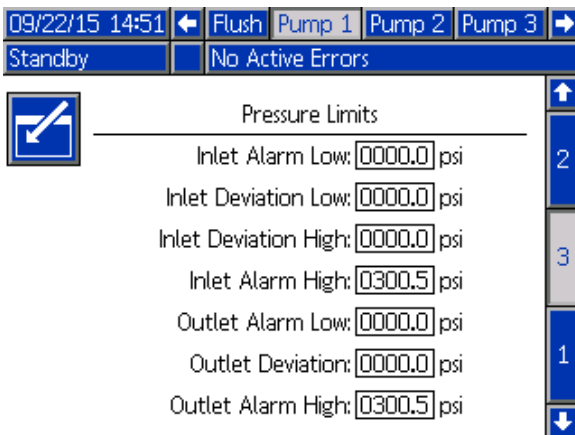 09/22/15 14:51 Flush Pump 1 Pump 2 Pump 3
Standby No Active Errors
Pressure Limits
Inlet Alarm Low: 0000.0 psi
2
Inlet Deviation Low: 0000.0 psi
Inlet Deviation High: 0000.0 psi
3
Inlet Alarm High: 0300.5 psi
Outlet Alarm Low: 0000.0 psi
1
Outlet Deviation: 0000.0 psi
Outlet Alarm High: 0300.5 psi